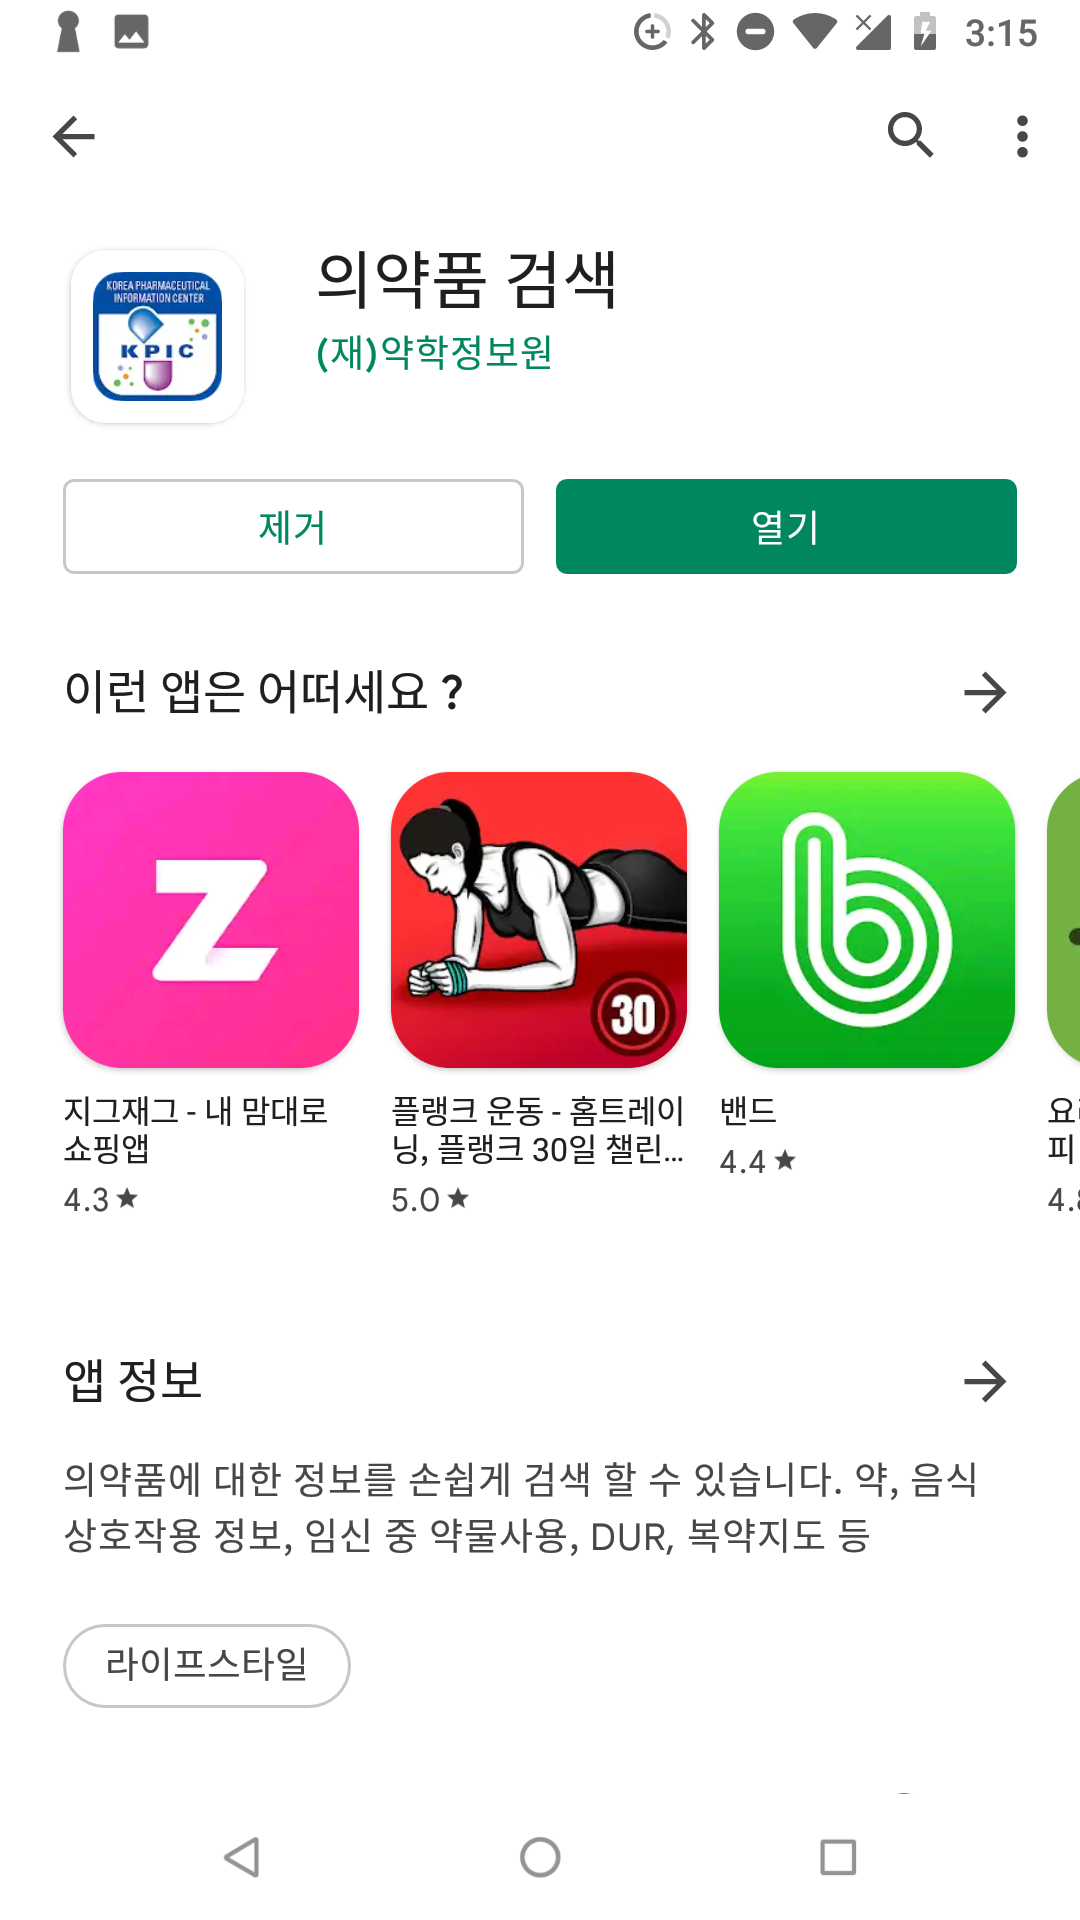 3:15
의약품 검색
(재)약학정보원
KOREA PHARMACEUTICAL
INFORMATION CENTER
KPIC
제거
열기
이런 앱은 어떠세요 ?
Z
30
b
지그재그 - 내 맘대로
쇼핑앱
4.3 ★
플랭크 운동 - 홈트레이
닝, 플랭크 30일 챌린...
5.0 ★
밴드
4.4 ★
피
앱 정보
의약품에 대한 정보를 손쉽게 검색 할 수 있습니다. 약, 음식
상호작용 정보, 임신 중 약물사용, DUR, 복약지도 등
라이프스타일